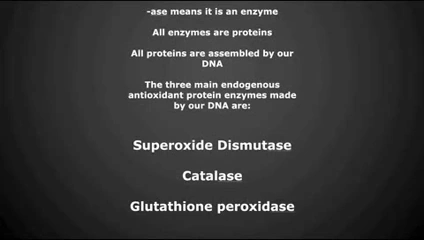 -ase means it is an enzyme
All enzymes are proteins
All proteins are assembled by our
DNA
The three main endogenous
antioxidant protein enzymes made
by our DNA are:
Superoxide Dismutase
Catalase
Glutathione peroxidase